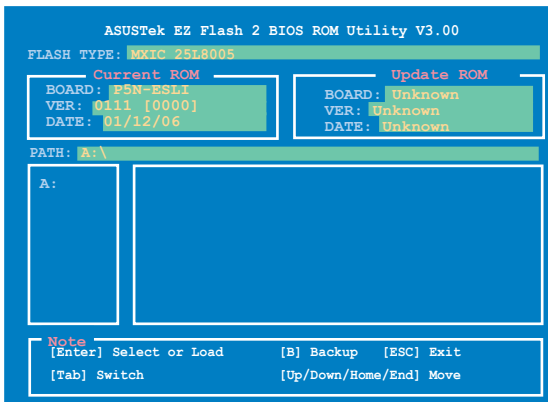 ASUSTek EZ Flash 2 BIOS ROM Utility V3.00
FLASH TYPE: MXIC 25L8005
Current ROM
BOARD: P5N-ESLI
VER: 0111 [0000]
DATE: 01/12/06
Update ROM
BOARD: Unknown
VER: Unknown
DATE: Unknown
PATH: A:\
A:
Note
[Enter] Select or Load [B] Backup [ESC] Exit
[Tab] Switch [Up/Down/Home/End] Move